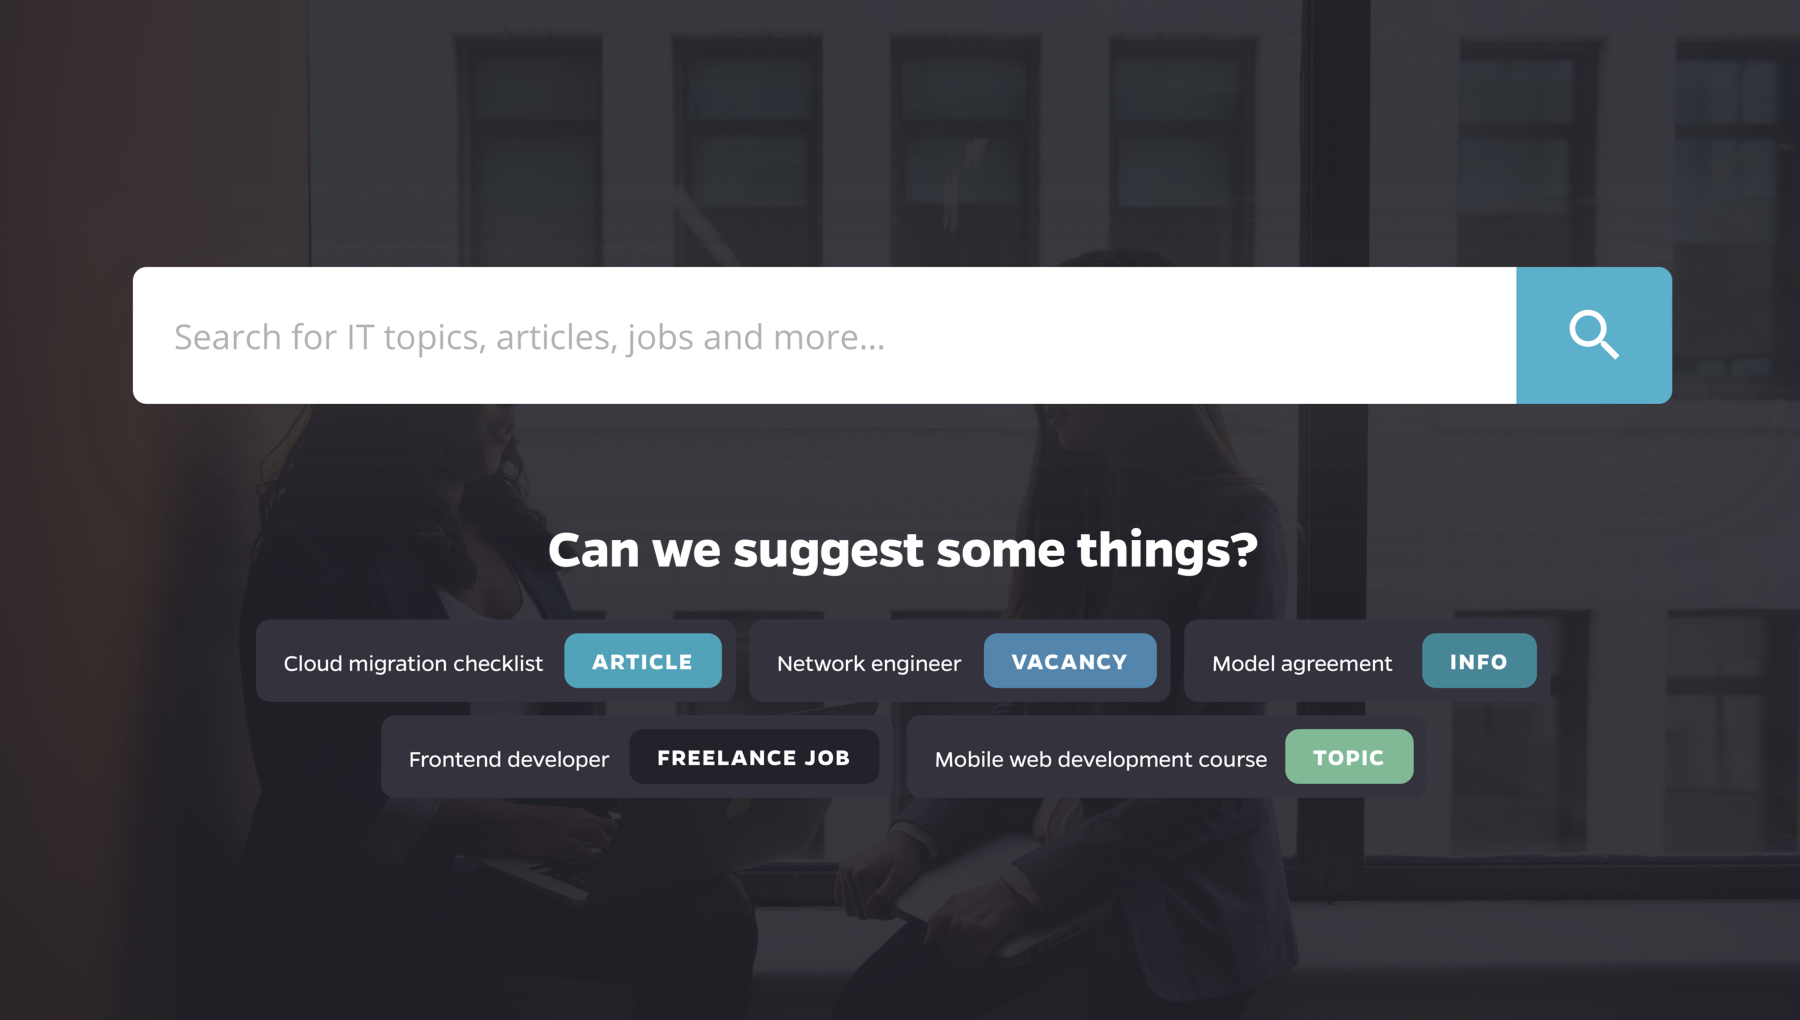 Search for IT topics, articles, jobs and more...
Can we suggest some things?
Cloud migration checklist ARTICLE Network engineer VACANCY Model agreement INFO
Frontend developer FREELANCE JOB Mobile web development course TOPIC